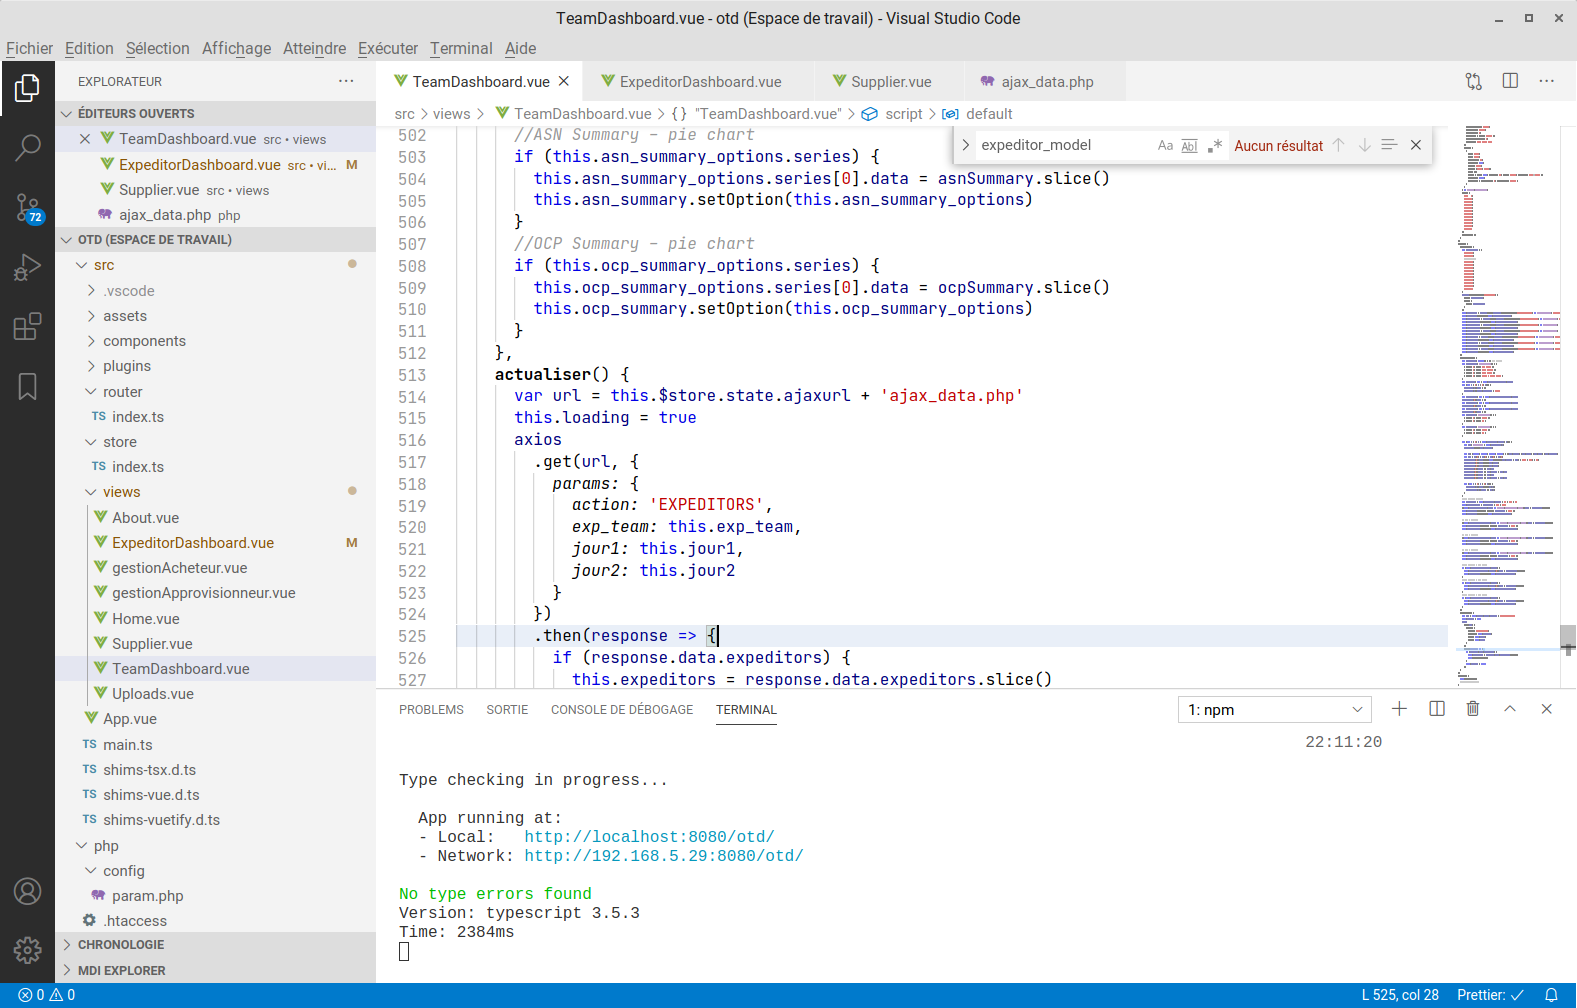 TeamDashboard.vue - otd (Espace de travail) - Visual Studio Code
Fichier Edition Sélection Affichage Atteindre Exécuter Terminal Aide
EXPLORATEUR
TeamDashboard.vue ExpeditorDashboard.vue Supplier.vue ajax_data.php
src > views > TeamDashboard.vue > {} "TeamDashboard.vue" > script > default
ÉDITEURS OUVERTS
TeamDashboard.vue src • views
ExpeditorDashboard.vue src • vi... M
Supplier.vue src • views
ajax_data.php php
OTD (ESPACE DE TRAVAIL)
src
.vscode
assets
components
plugins
router
TS index.ts
store
TS index.ts
views
About.vue
ExpeditorDashboard.vue M
gestionAcheteur.vue
gestionApprovisionneur.vue
Home.vue
Supplier.vue
TeamDashboard.vue
Uploads.vue
App.vue
TS main.ts
TS shims-tsx.d.ts
TS shims-vue.d.ts
TS shims-vuetify.d.ts
php
config
param.php
.htaccess
CHRONOLOGIE
MDI EXPLORER
72
expeditor_model Aa Abl .* Aucun résultat
502 //ASN Summary - pie chart
503 if (this.asn_summary_options.series) {
504 this.asn_summary_options.series[0].data = asnSummary.slice()
505 this.asn_summary.setOption(this.asn_summary_options)
506 }
507 //OCP Summary - pie chart
508 if (this.ocp_summary_options.series) {
509 this.ocp_summary_options.series[0].data = ocpSummary.slice()
510 this.ocp_summary.setOption(this.ocp_summary_options)
511 }
512 },
513 actualiser() {
514 var url = this.$store.state.ajaxurl + 'ajax_data.php'
515 this.loading = true
516 axios
517 .get(url, {
518 params: {
519 action: 'EXPEDITORS',
520 exp_team: this.exp_team,
521 jour1: this.jour1,
522 jour2: this.jour2
523 }
524 })
525 .then(response => {
526 if (response.data.expeditors) {
527 this.expeditors = response.data.expeditors.slice()
PROBLEMS SORTIE CONSOLE DE DÉBOGAGE TERMINAL 1: npm
22:11:20
Type checking in progress...
App running at:
- Local: http://localhost:8080/otd/
- Network: http://192.168.5.29:8080/otd/
No type errors found
Version: typescript 3.5.3
Time: 2384ms
0 0 L 525, col 28 Prettier: ✓